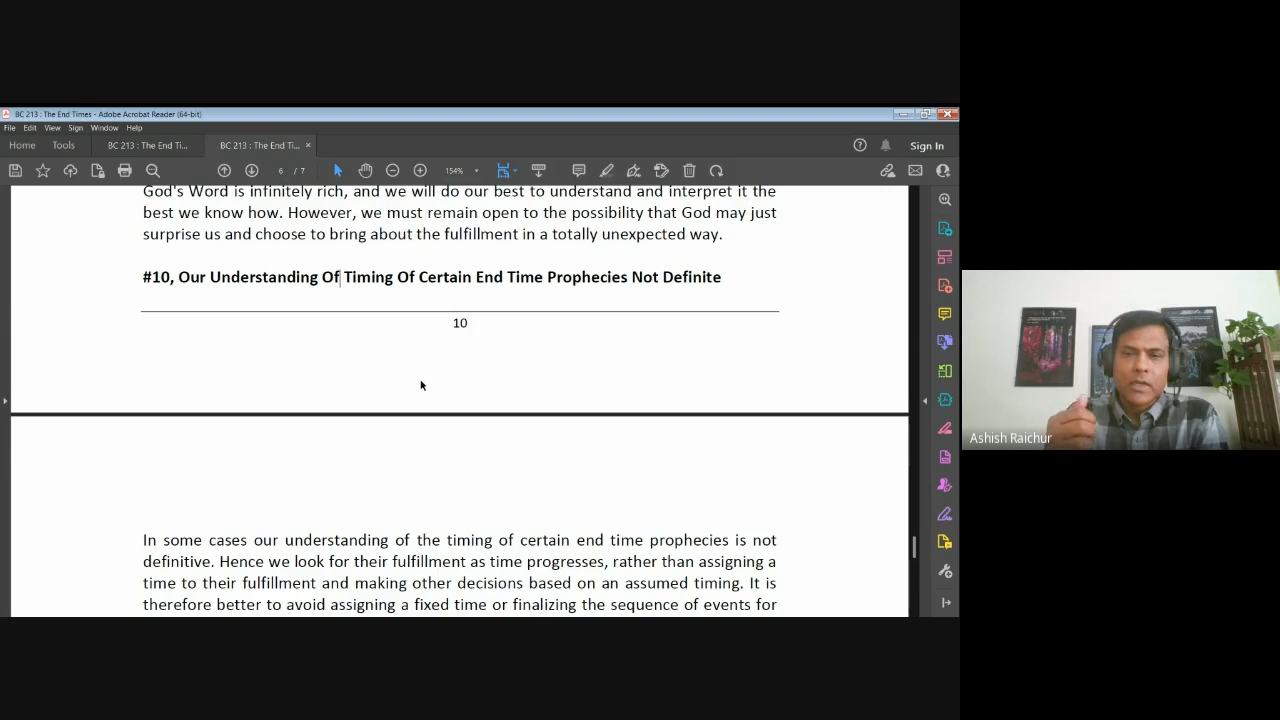 BC 213 : The End Times - Adobe Acrobat Reader (64-bit)
File Edit View Sign Window Help
Home Tools BC 213 : The End Ti... BC 213 : The End Ti... × Sign In
6 / 7 154%
God's Word is infinitely rich, and we will do our best to understand and interpret it the
best we know how. However, we must remain open to the possibility that God may just
surprise us and choose to bring about the fulfillment in a totally unexpected way.
#10, Our Understanding Of Timing Of Certain End Time Prophecies Not Definite
10
In some cases our understanding of the timing of certain end time prophecies is not
definitive. Hence we look for their fulfillment as time progresses, rather than assigning a
time to their fulfillment and making other decisions based on an assumed timing. It is
therefore better to avoid assigning a fixed time or finalizing the sequence of events for
Ashish Raichur